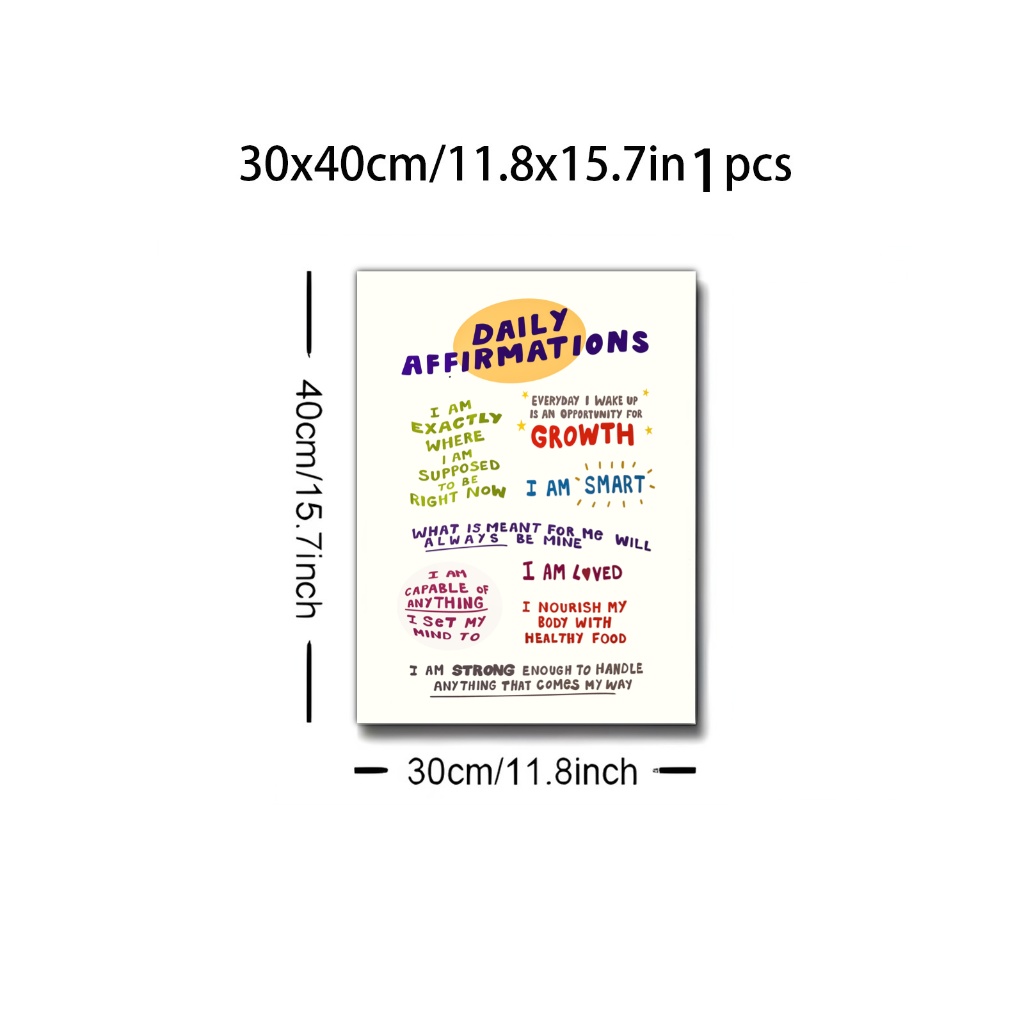 30x40cm/11.8x15.7in 1 pcs
40cm/15.7inch
DAILY
AFFIRMATIONS
I AM
EXACTLY
WHERE
I AM
SUPPOSED
TO BE
RIGHT NOW
EVERYDAY I WAKE UP
IS AN OPPORTUNITY FOR
GROWTH
I AM SMART
WHAT IS MEANT FOR Me WILL
ALWAYS BE MINE
I AM
CAPABLE OF
ANYTHING
I SeT MY
MIND TO
I AM L♥VED
I NOURISH MY
BODY WITH
HEALTHY FOOD
I AM STRONG ENOUGH TO HANDLE
ANYTHING THAT COMES MY WAY
30cm/11.8inch